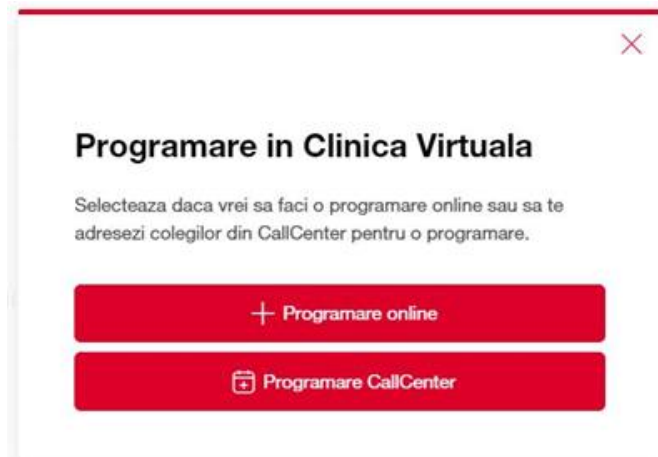 Programare in Clinica Virtuala
Selecteaza daca vrei sa faci o programare online sau sa te
adresezi colegilor din CallCenter pentru o programare.
Programare online
Programare CallCenter